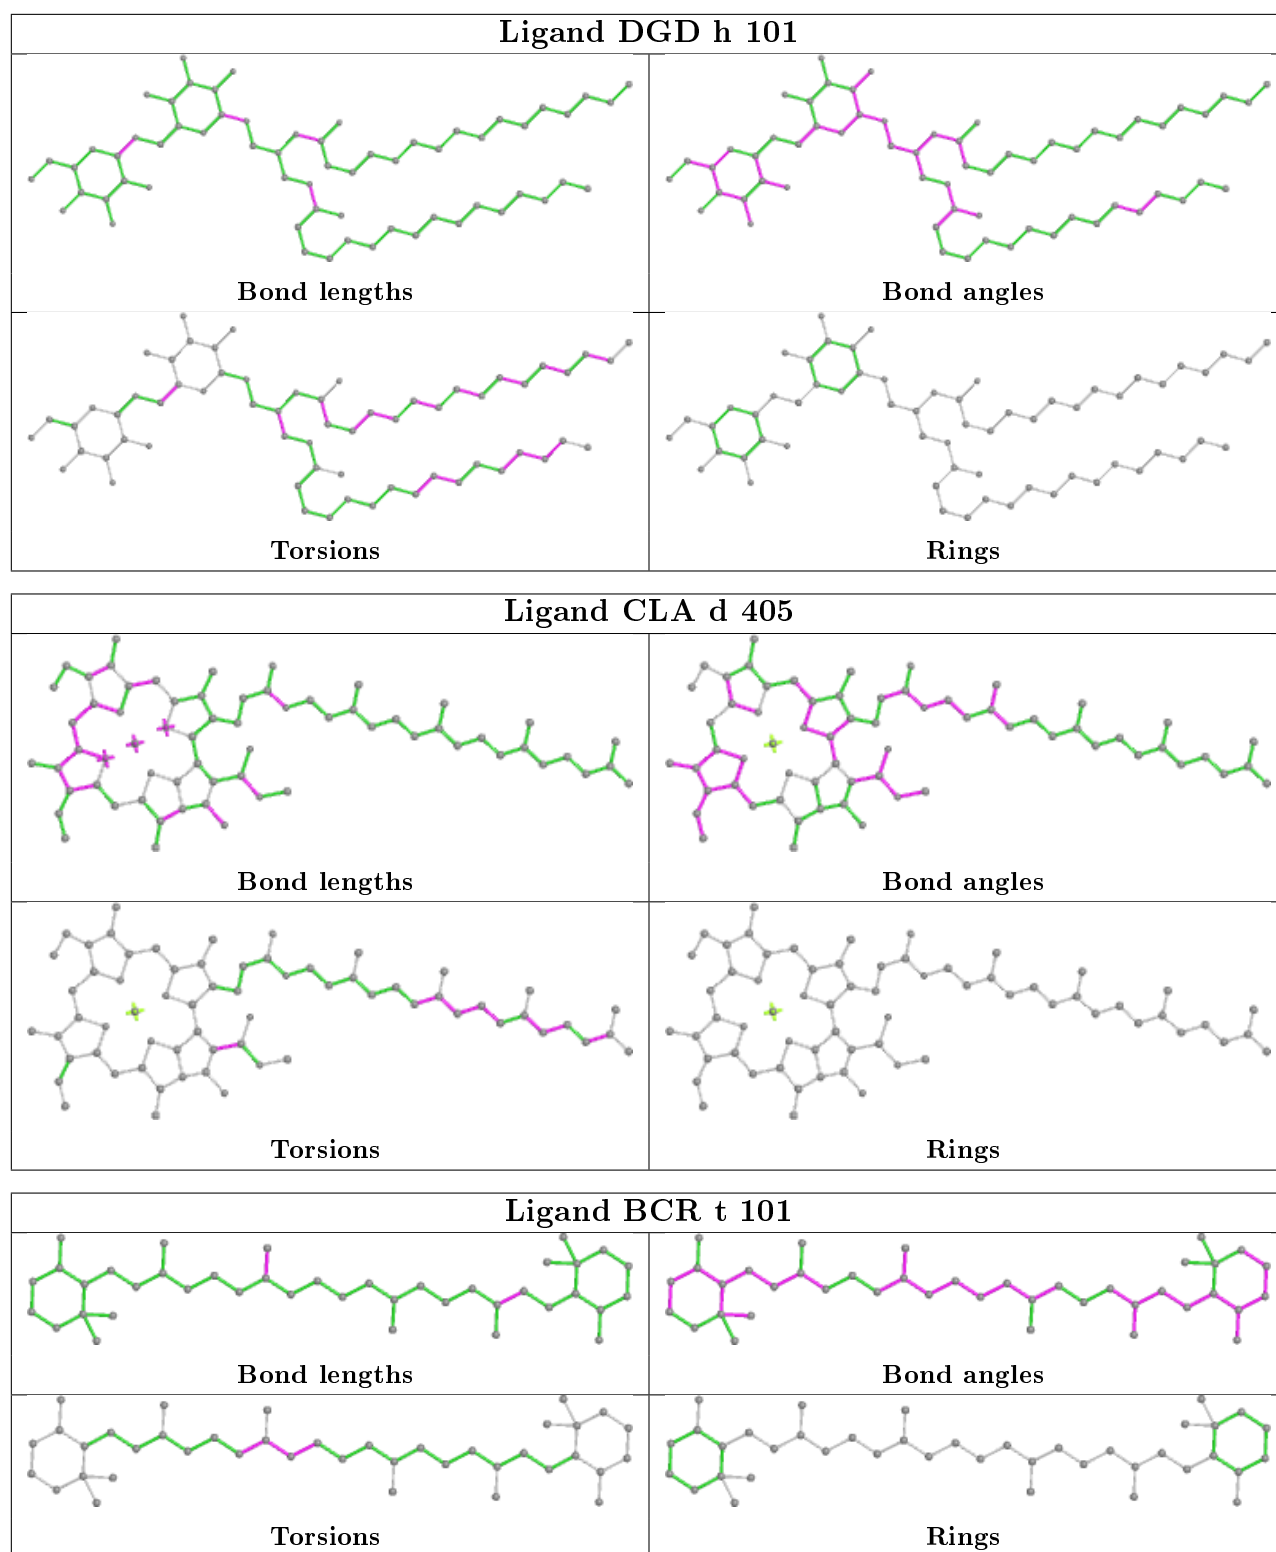 Ligand DGD h 101
Bond lengths
Bond angles
Torsions
Rings
Ligand CLA d 405
Bond lengths
Bond angles
Torsions
Rings
Ligand BCR t 101
Bond lengths
Bond angles
Torsions
Rings